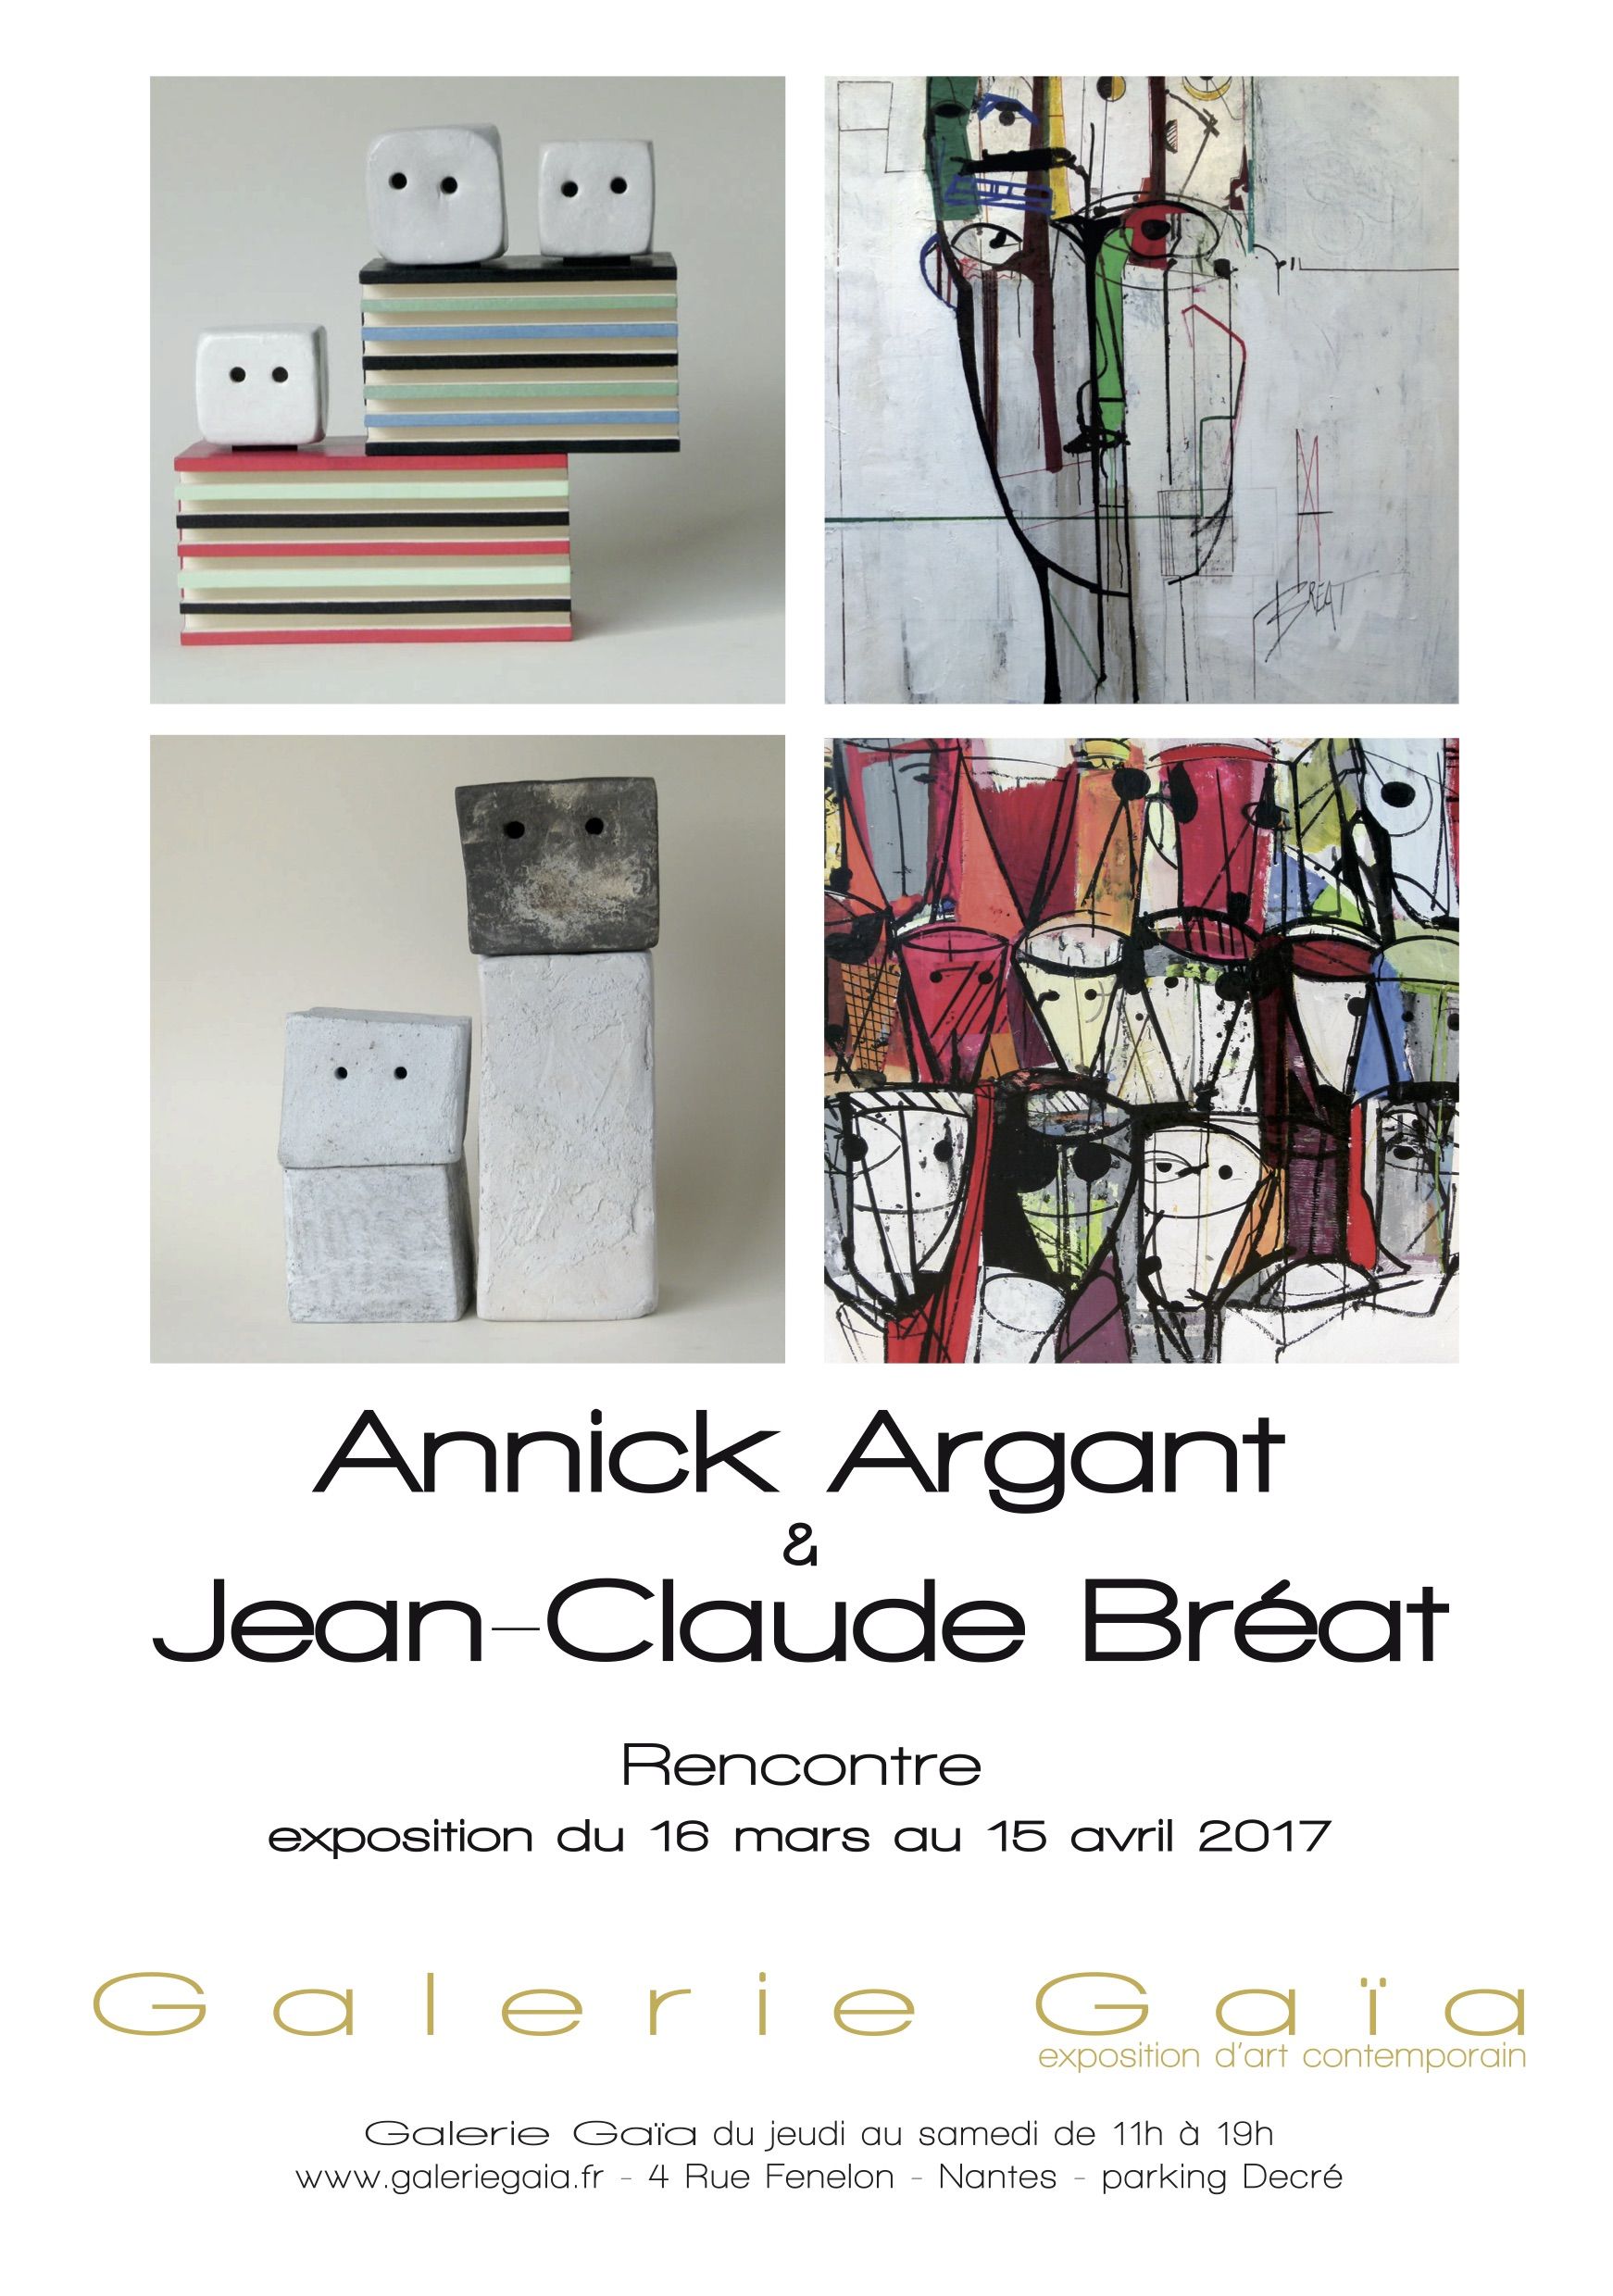 BREAT
Annick Argant
&
Jean-Claude Bréat
Rencontre
exposition du 16 mars au 15 avril 2017
Galerie Gaïa
exposition d'art contemporain
Galerie Gaïa du jeudi au samedi de 11h à 19h
www.galeriegaia.fr - 4 Rue Fenelon - Nantes - parking Decré